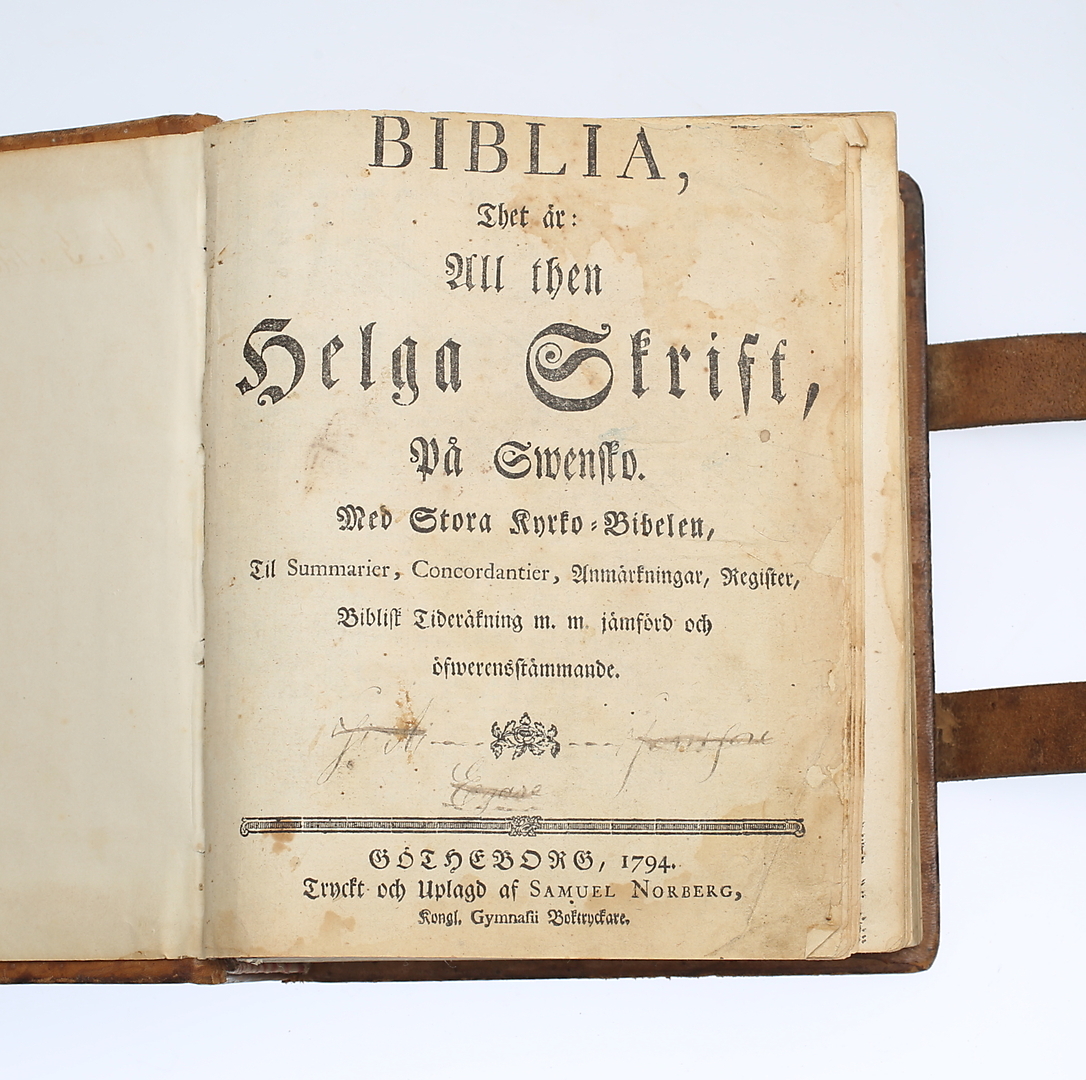 BIBLIA,
Thet är:
All then
Helga Skrift,
På Swensko.
Med Stora Kyrko-Bibelen,
Til Summarier, Concordantier, Anmärkningar, Register,
Biblisk Tideräkning m. m. jämförd och
öfwerensstämmande.
GÖTHEBORG, 1794.
Tryckt och Uplagd af SAMUEL NORBERG,
Kongl. Gymnasii Boktryckare.